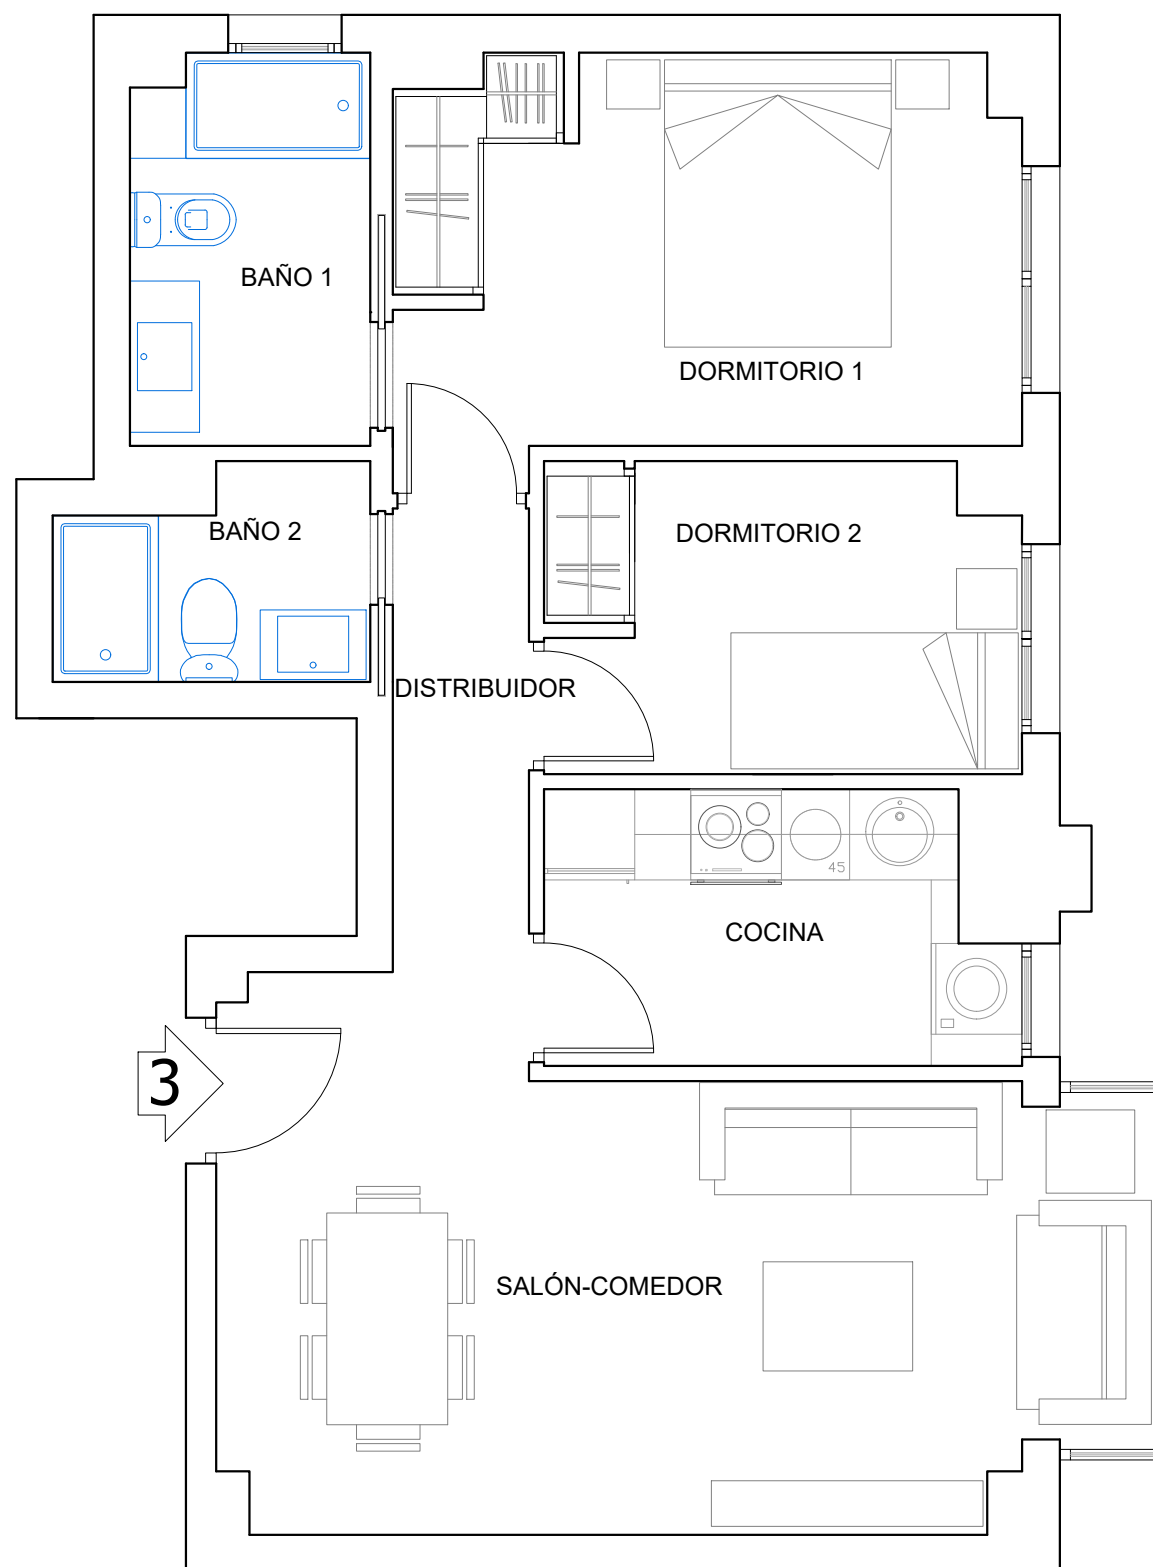 BAÑO 1
DORMITORIO 1
BAÑO 2
DORMITORIO 2
DISTRIBUIDOR
45
COCINA
3
SALÓN-COMEDOR